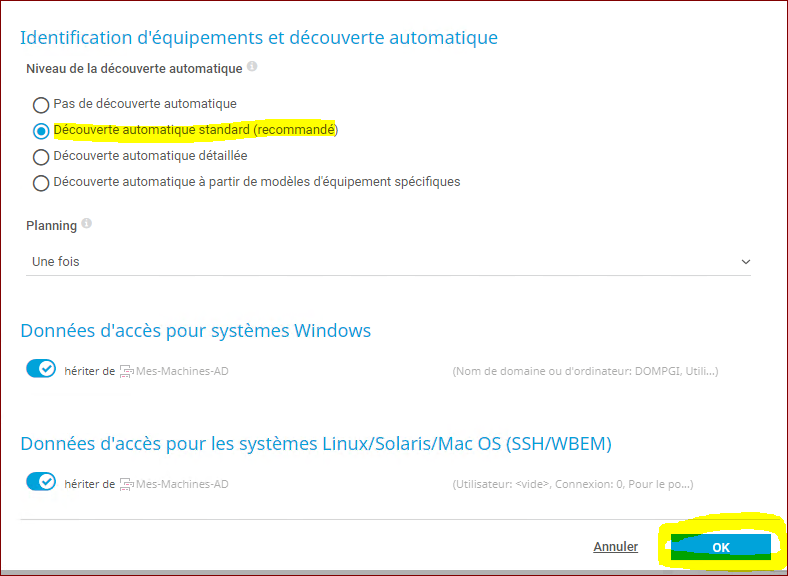 Identification d'équipements et découverte automatique
Niveau de la découverte automatique
Pas de découverte automatique
Découverte automatique standard (recommandé)
Découverte automatique détaillée
Découverte automatique à partir de modèles d'équipement spécifiques
Planning
Une fois
Données d'accès pour systèmes Windows
hériter de Mes-Machines-AD (Nom de domaine ou d'ordinateur: DOMPGI, Utili...)
Données d'accès pour les systèmes Linux/Solaris/Mac OS (SSH/WBEM)
hériter de Mes-Machines-AD (Utilisateur: <vide>, Connexion: 0, Pour le po...)
Annuler OK